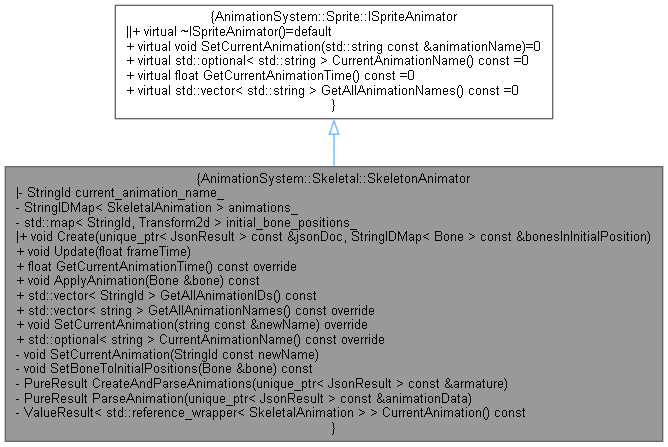 {AnimationSystem::Sprite::ISpriteAnimator
||+ virtual ~ISpriteAnimator()=default
+ virtual void SetCurrentAnimation(std::string const &animationName)=0
+ virtual std::optional< std::string > CurrentAnimationName() const =0
+ virtual float GetCurrentAnimationTime() const =0
+ virtual std::vector< std::string > GetAllAnimationNames() const =0
}
{AnimationSystem::Skeletal::SkeletonAnimator
|- StringId current_animation_name_
- StringIDMap< SkeletalAnimation > animations_
- std::map< StringId, Transform2d > initial_bone_positions_
|+ void Create(unique_ptr< JsonResult > const &jsonDoc, StringIDMap< Bone > const &bonesInInitialPosition)
+ void Update(float frameTime)
+ float GetCurrentAnimationTime() const override
+ void ApplyAnimation(Bone &bone) const
+ std::vector< StringId > GetAllAnimationIDs() const
+ std::vector< string > GetAllAnimationNames() const override
+ void SetCurrentAnimation(string const &newName) override
+ std::optional< string > CurrentAnimationName() const override
- void SetCurrentAnimation(StringId const newName)
- void SetBoneToInitialPositions(Bone &bone) const
- PureResult CreateAndParseAnimations(unique_ptr< JsonResult > const &armature)
- PureResult ParseAnimation(unique_ptr< JsonResult > const &animationData)
- ValueResult< std::reference_wrapper< SkeletalAnimation > > CurrentAnimation() const
}